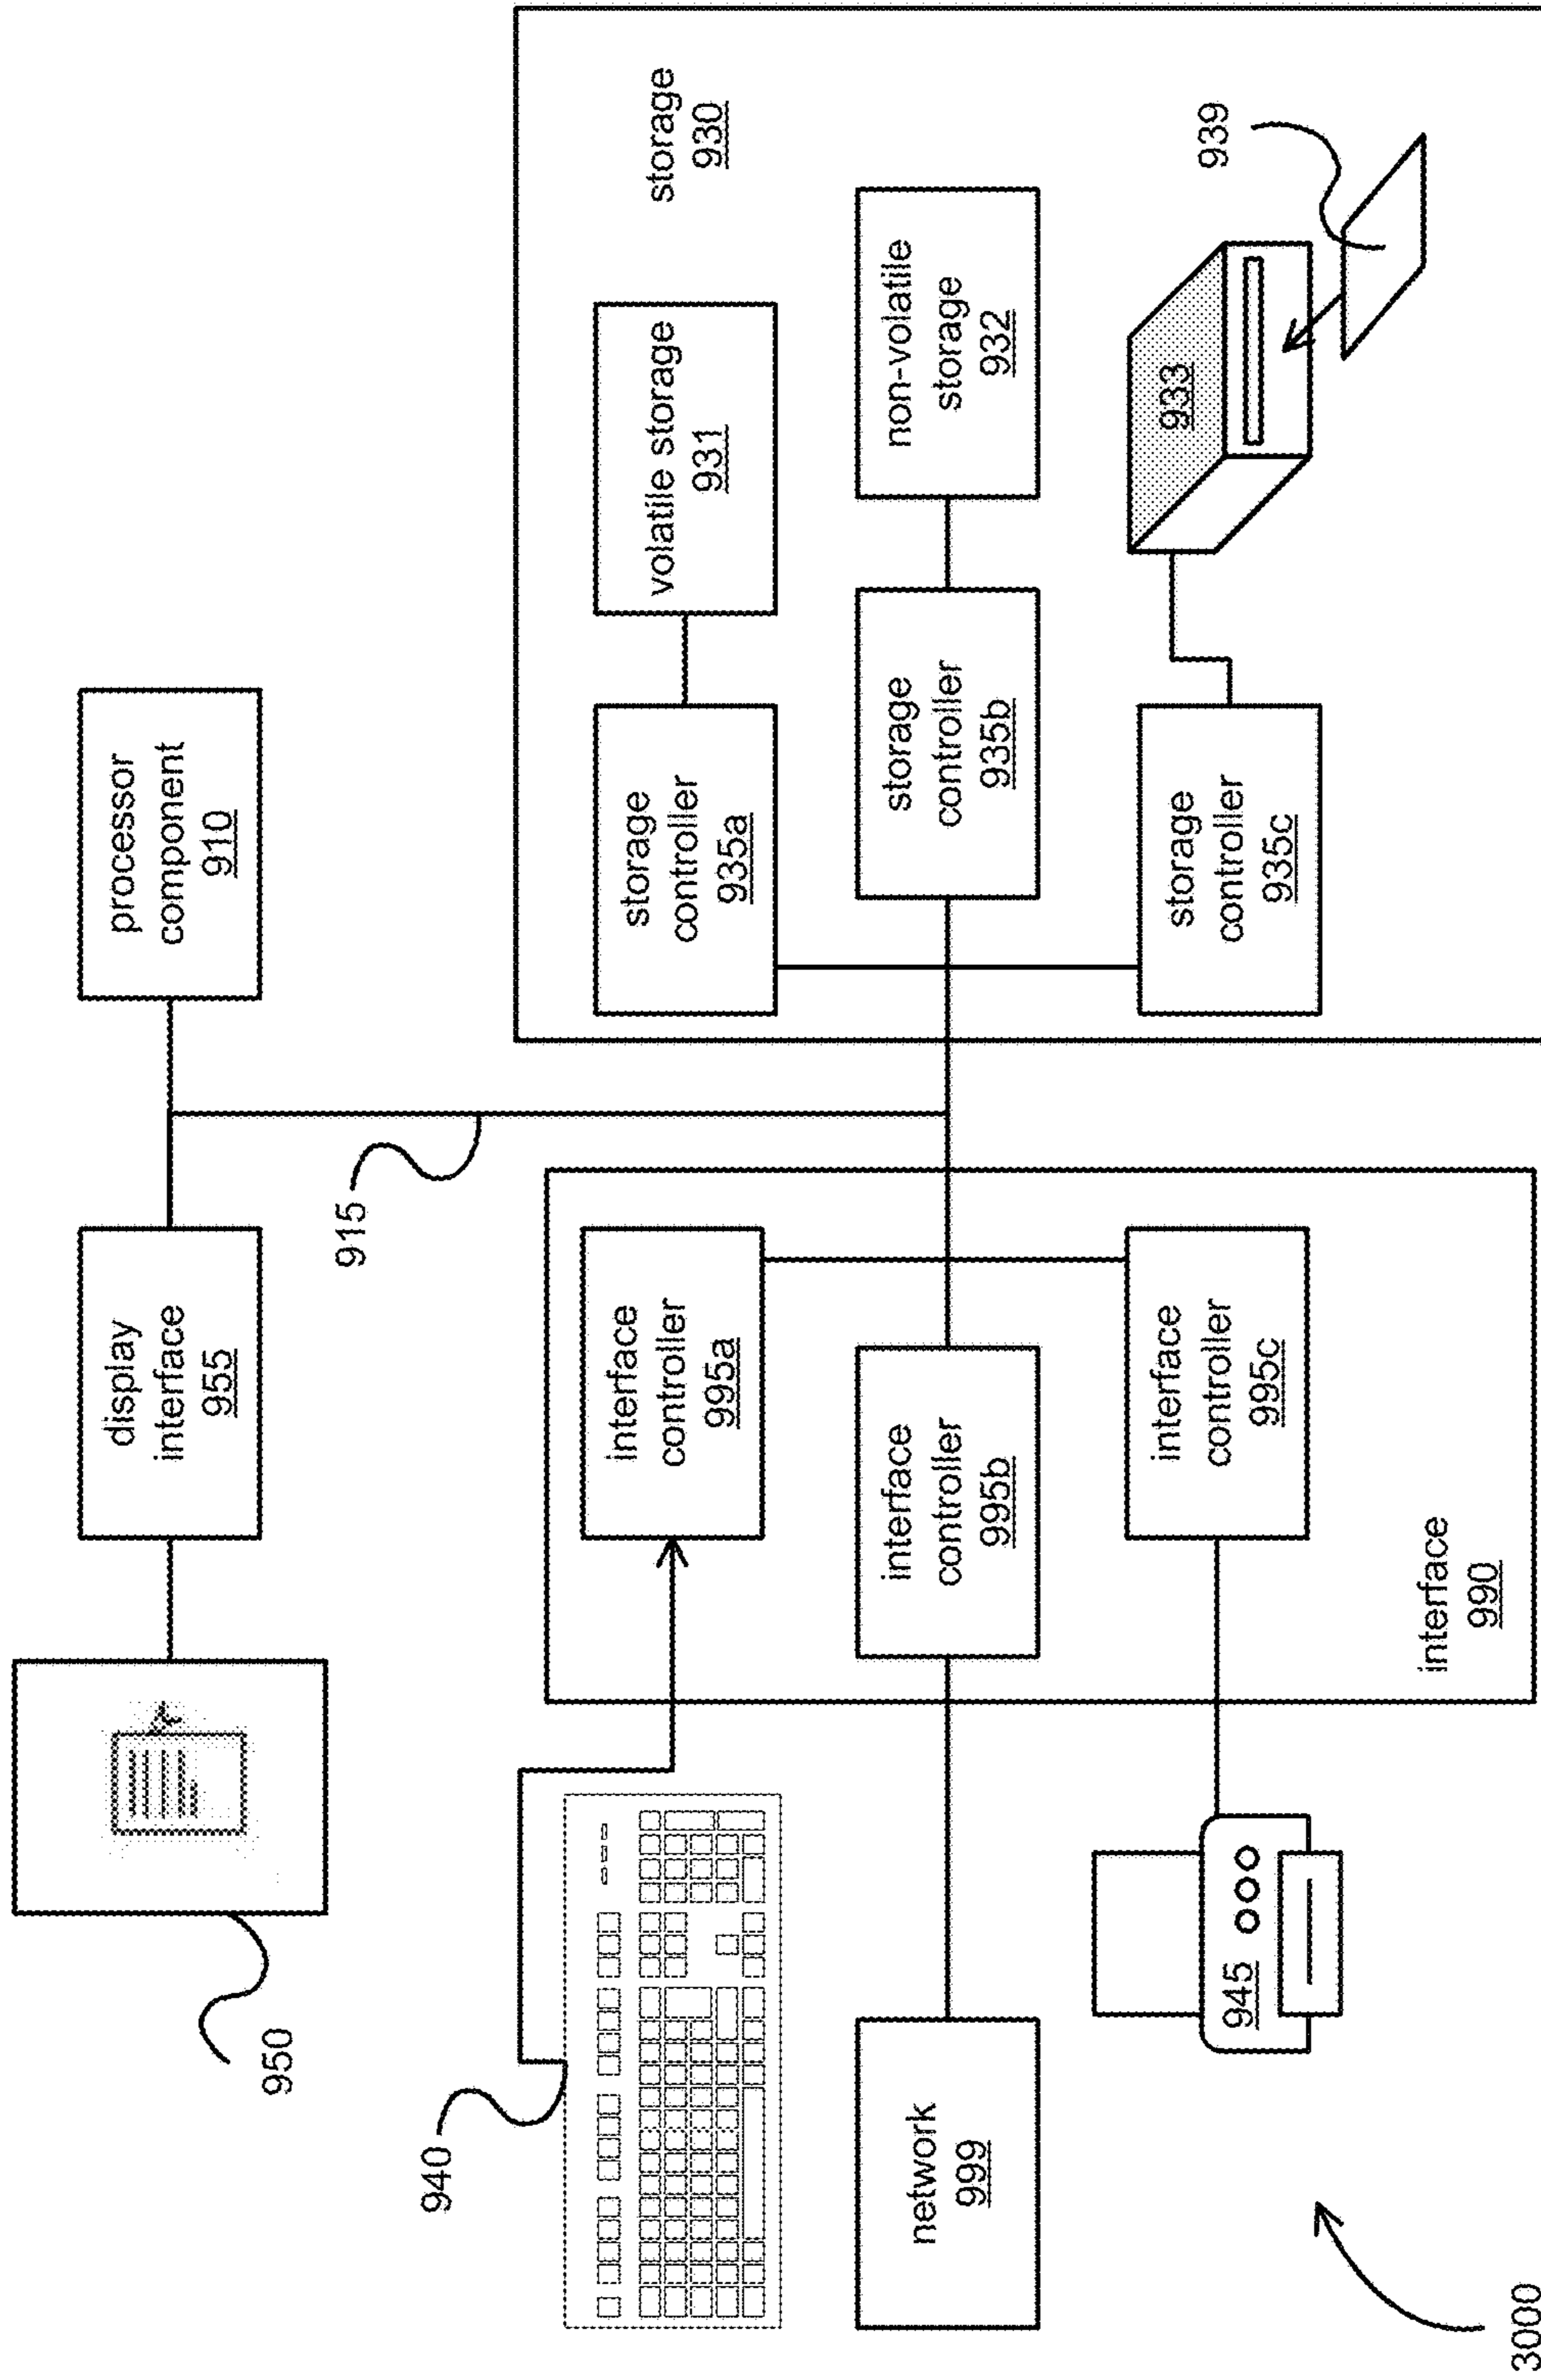 950
display
interface
955
processor
component
910
915
940
storage
930
interface
controller
995a
storage
controller
935a
volatile storage
931
network
999
interface
controller
995b
storage
controller
935b
non-volatile
storage
932
945
interface
controller
995c
storage
controller
935c
933
939
interface
990
3000